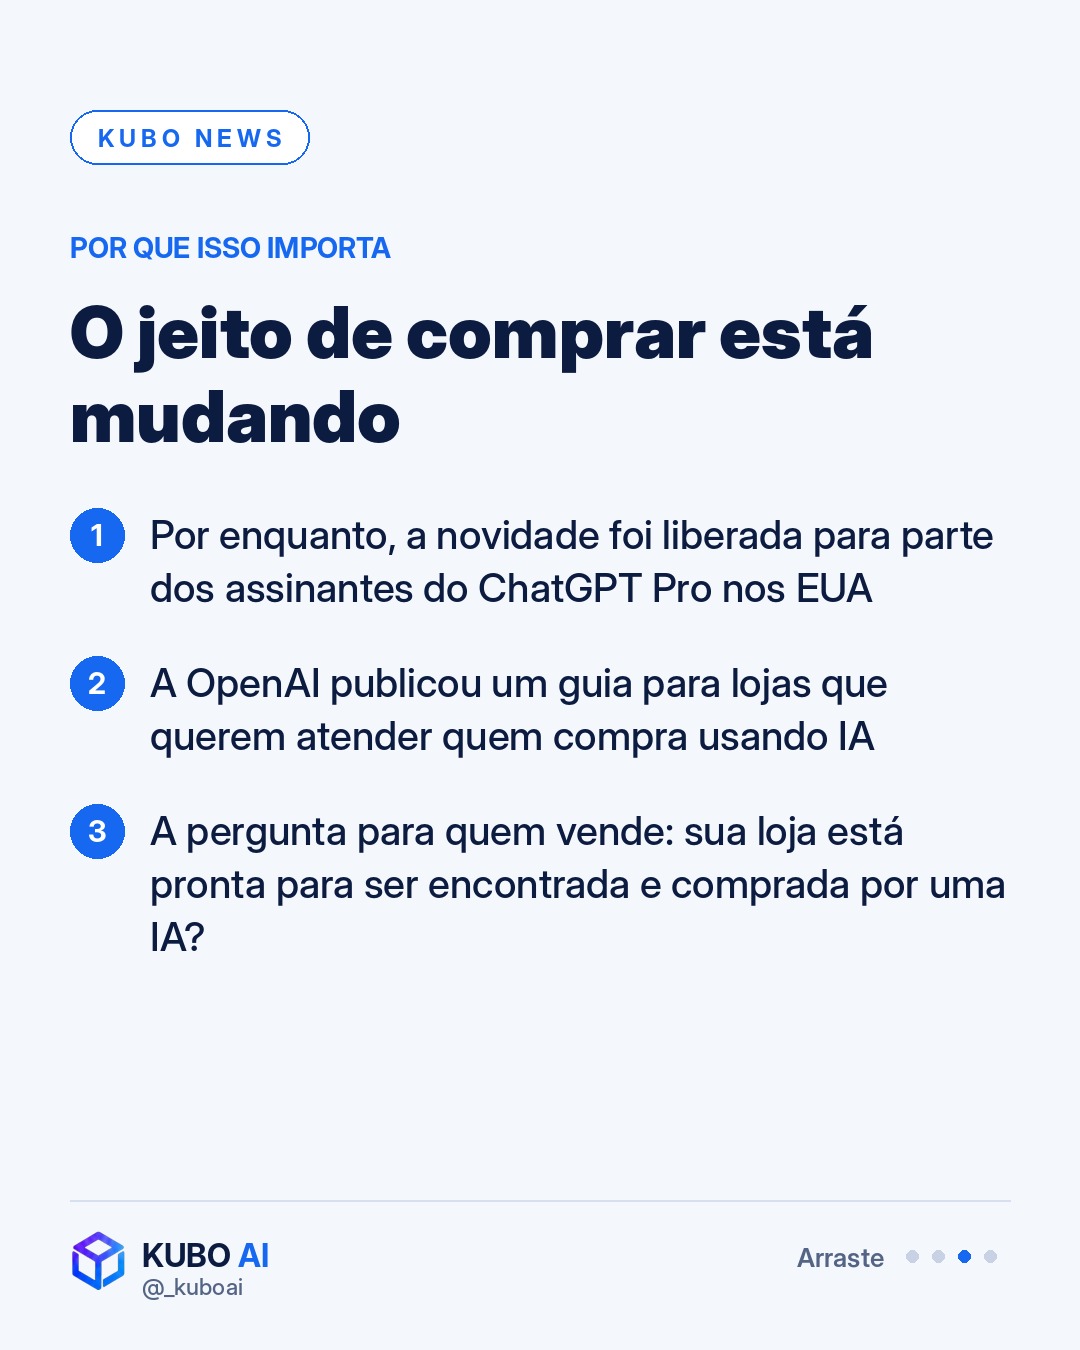 KUBO NEWS
POR QUE ISSO IMPORTA
O jeito de comprar está
mudando
1 Por enquanto, a novidade foi liberada para parte
dos assinantes do ChatGPT Pro nos EUA
2 A OpenAI publicou um guia para lojas que
querem atender quem compra usando IA
3 A pergunta para quem vende: sua loja está
pronta para ser encontrada e comprada por uma
IA?
KUBO AI
@_kuboai
Arraste